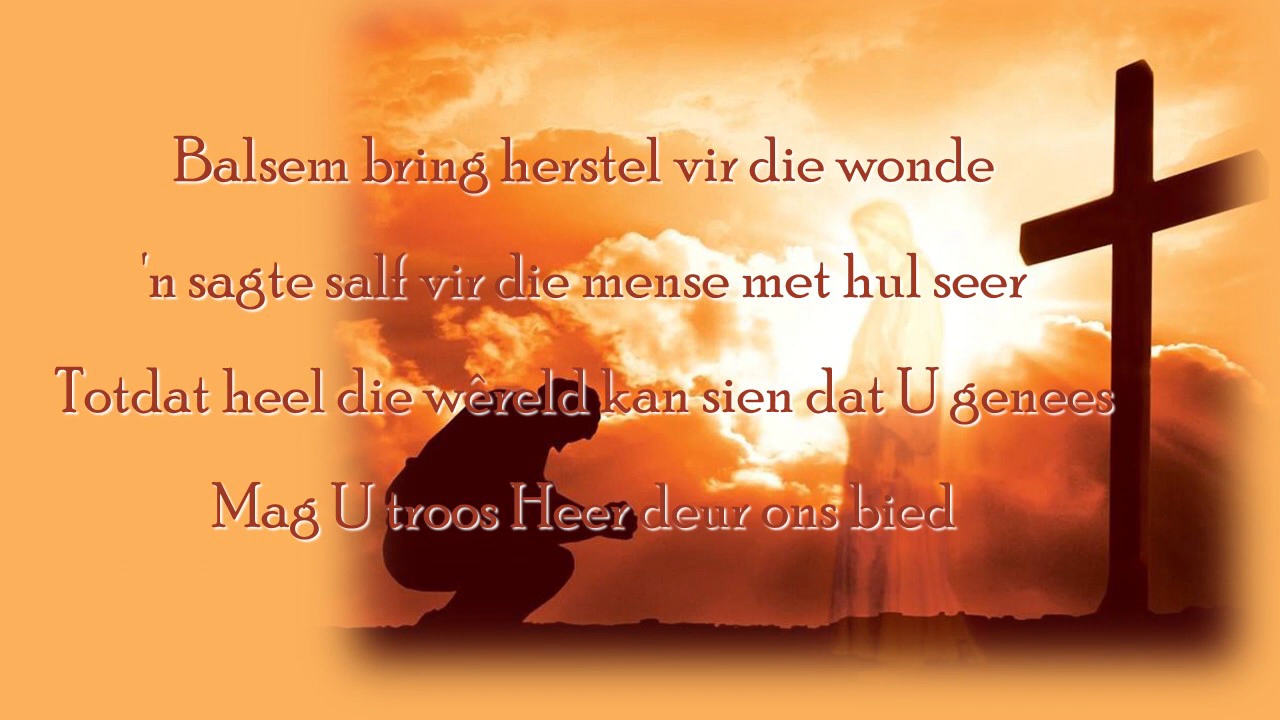 Balsem bring herstel vir die wonde
'n sagte salf vir die mense met hul seer
Totdat heel die wêreld kan sien dat U genees
Mag U troos Heer deur ons bied